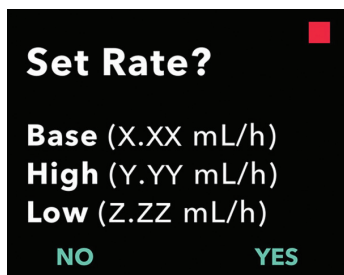 Set Rate?
Base (X.XX mL/h)
High (Y.YY mL/h)
Low (Z.ZZ mL/h)
NO YES